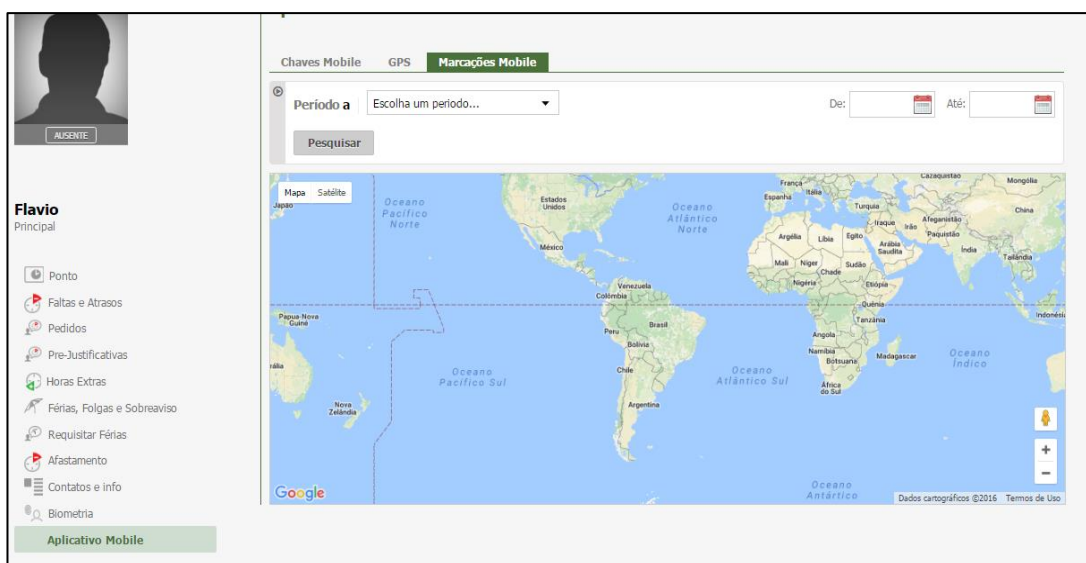 AUSENTE
Flavio
Principal
Ponto
Faltas e Atrasos
Pedidos
Pre-Justificativas
Horas Extras
Férias, Folgas e Sobreaviso
Requisitar Férias
Afastamento
Contatos e info
Biometria
Aplicativo Mobile
Chaves Mobile GPS Marcações Mobile
Período a Escolha um periodo... De: Até:
Pesquisar
Mapa Satélite
Japão
Oceano
Pacífico
Norte
Estados
Unidos
México
Oceano
Atlântico
Norte
França
Itália
Espanha
Turquia
Cazaquistão
Mongólia
China
Afeganistão
Iraque
Irão
Paquistão
Argélia
Líbia
Egito
Arábia
Saudita
Índia
Tailândia
Mali
Níger
Chade
Sudão
Nigéria
Etiópia
Venezuela
Colômbia
Quénia
Papua-Nova
Guiné
Indonési
Peru
Brasil
Tanzânia
Angola
Bolívia
Namíbia
Botsuana
Madagascar
Oceano
Índico
rália
Oceano
Pacífico Sul
Chile
Oceano
Atlântico Sul
África
do Sul
Nova
Zelândia
Argentina
Oceano
Antártico
Google
Dados cartográficos ©2016 Termos de Uso